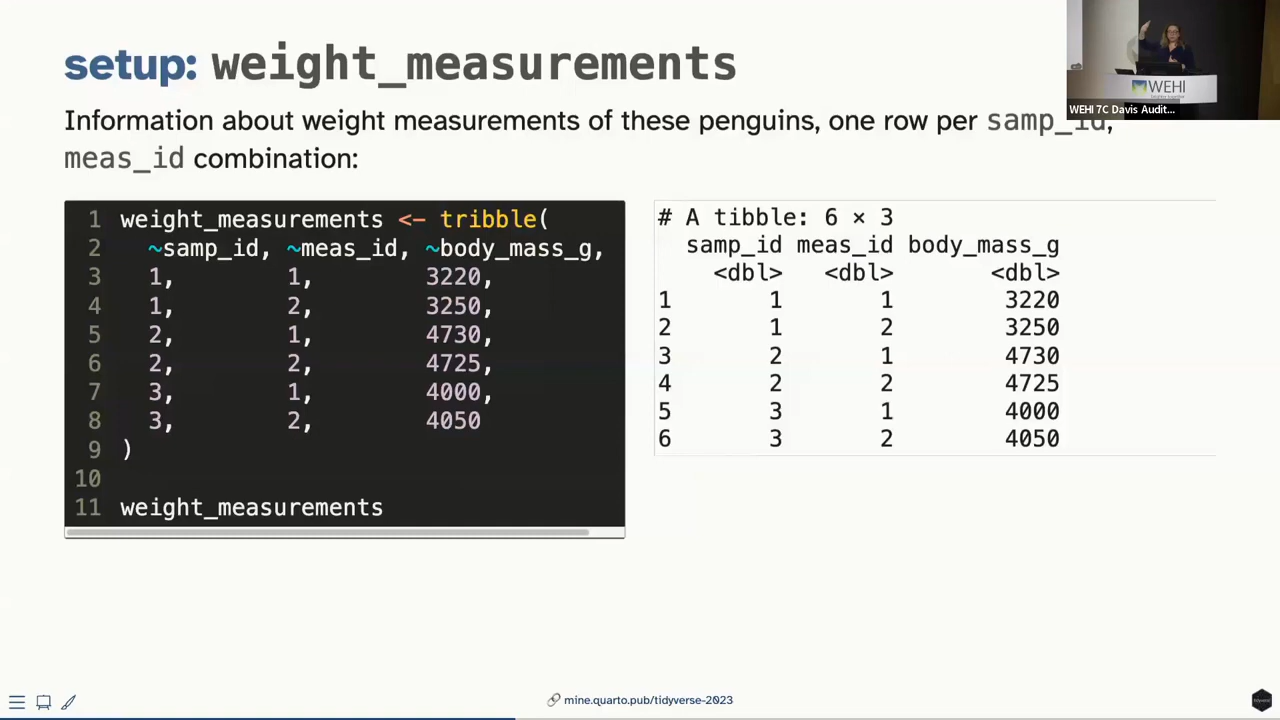 setup: weight_measurements
Information about weight measurements of these penguins, one row per samp_id,
meas_id combination:
1 weight_measurements <- tribble(
2 ~samp_id, ~meas_id, ~body_mass_g,
3 1, 1, 3220,
4 1, 2, 3250,
5 2, 1, 4730,
6 2, 2, 4725,
7 3, 1, 4000,
8 3, 2, 4050
9 )
10
11 weight_measurements
# A tibble: 6 × 3
samp_id meas_id body_mass_g
<dbl> <dbl> <dbl>
1 1 1 3220
2 1 2 3250
3 2 1 4730
4 2 2 4725
5 3 1 4000
6 3 2 4050
WEHI
WEHI 7C Davis Audit...
mine.quarto.pub/tidyverse-2023